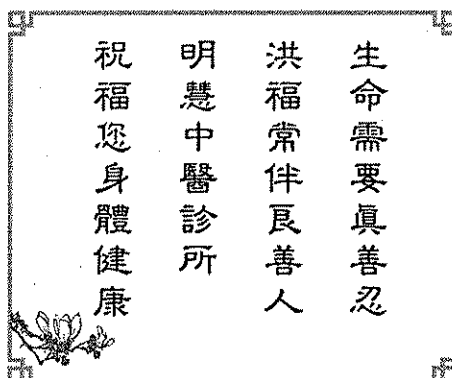 生命需要眞善忍
洪福常伴良善人
明慧中醫診所
祝福您身體健康